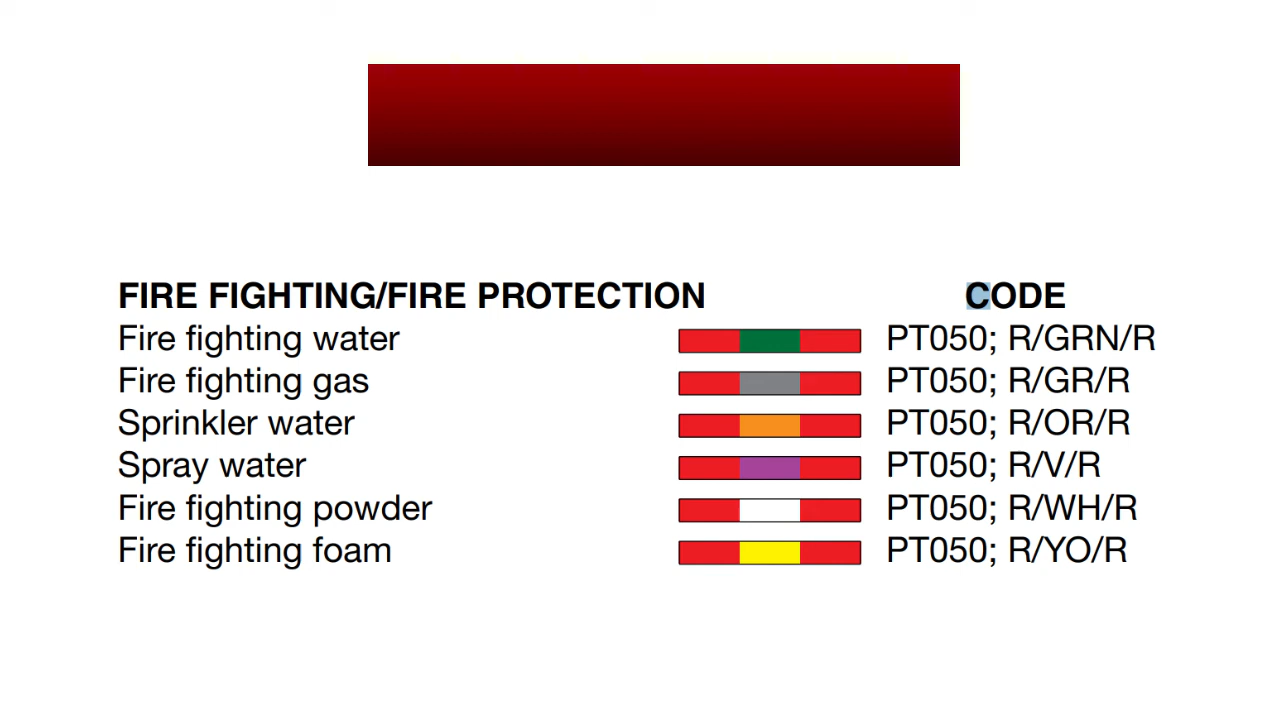 FIRE FIGHTING/FIRE PROTECTION CODE
Fire fighting water PT050; R/GRN/R
Fire fighting gas PT050; R/GR/R
Sprinkler water PT050; R/OR/R
Spray water PT050; R/V/R
Fire fighting powder PT050; R/WH/R
Fire fighting foam PT050; R/YO/R